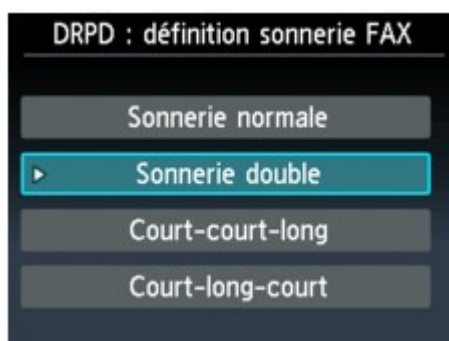 DRPD : définition sonnerie FAX
Sonnerie normale
Sonnerie double
Court-court-long
Court-long-court